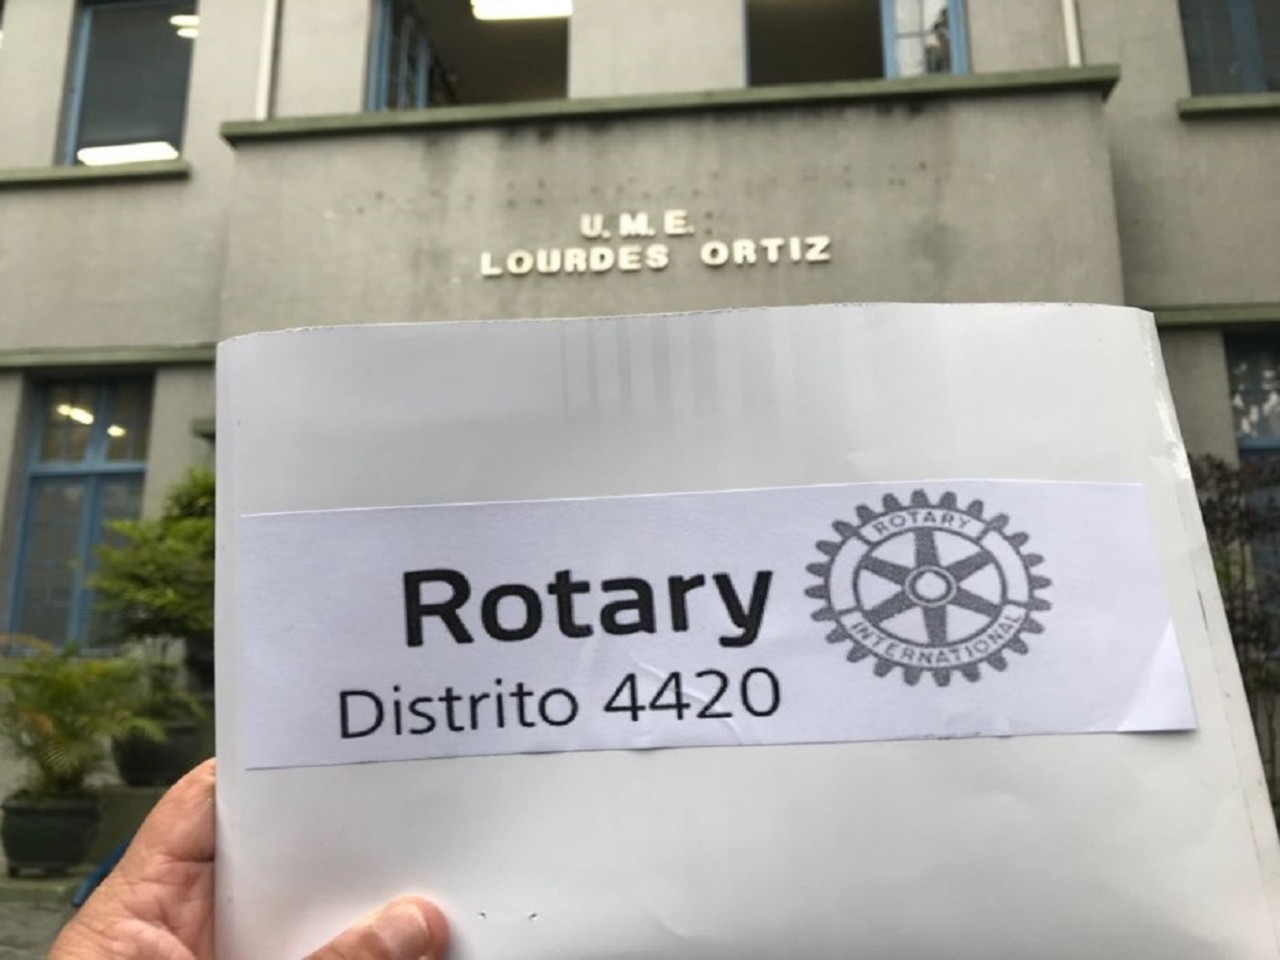 U.M.E.
LOURDES ORTIZ
Rotary
Distrito 4420
ROTARY
INTERNATIONAL